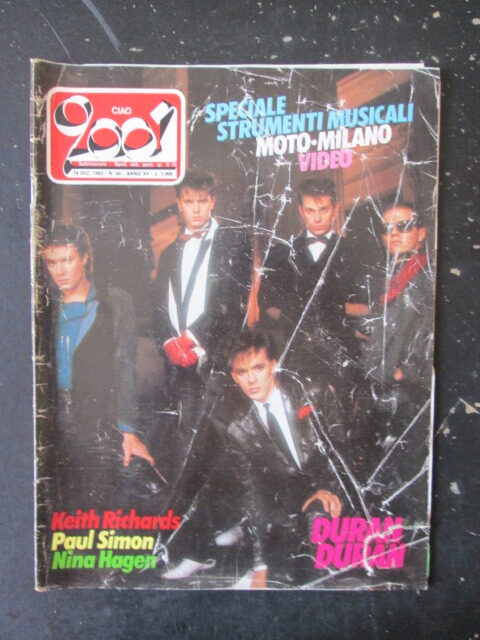 CIAO
2001
SPECIALE
STRUMENTI MUSICALI
MOTO-MILANO
VIDEO
Keith Richards
Paul Simon
Nina Hagen
DURAN
DURAN